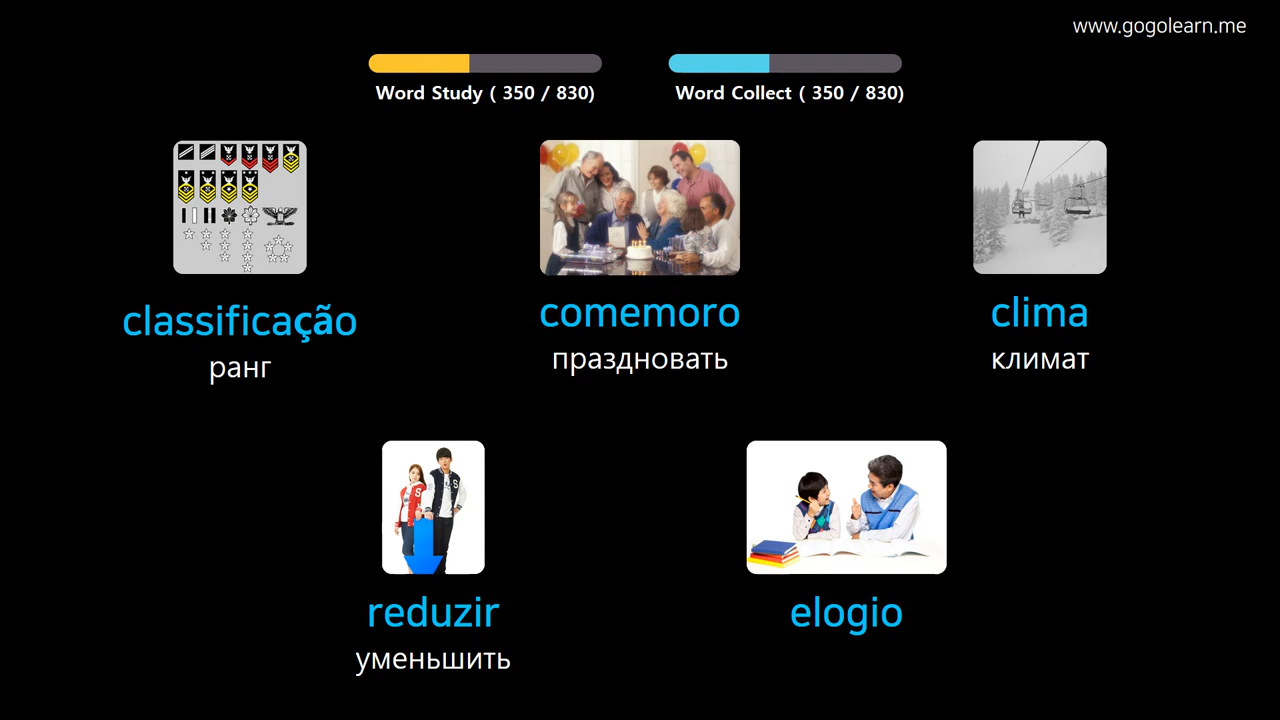 www.gogolearn.me
Word Study ( 350 / 830)
Word Collect ( 350 / 830)
classificação
ранг
comemoro
праздновать
clima
климат
reduzir
уменьшить
elogio